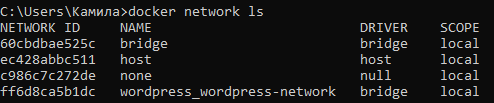 C:\Users\Камила>docker network ls
NETWORK ID     NAME                          DRIVER    SCOPE
60cbdbae525c   bridge                        bridge    local
ec428abbc511   host                          host      local
c986c7c272de   none                          null      local
ff6d8ca5b1dc   wordpress_wordpress-network   bridge    local